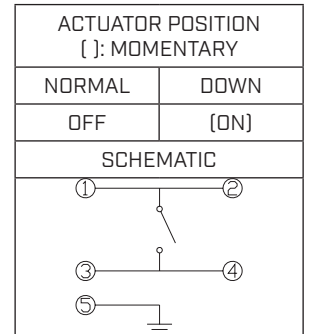 ACTUATOR POSITION
( ): MOMENTARY
NORMAL DOWN
OFF (ON)
SCHEMATIC
1 2
3 4
5